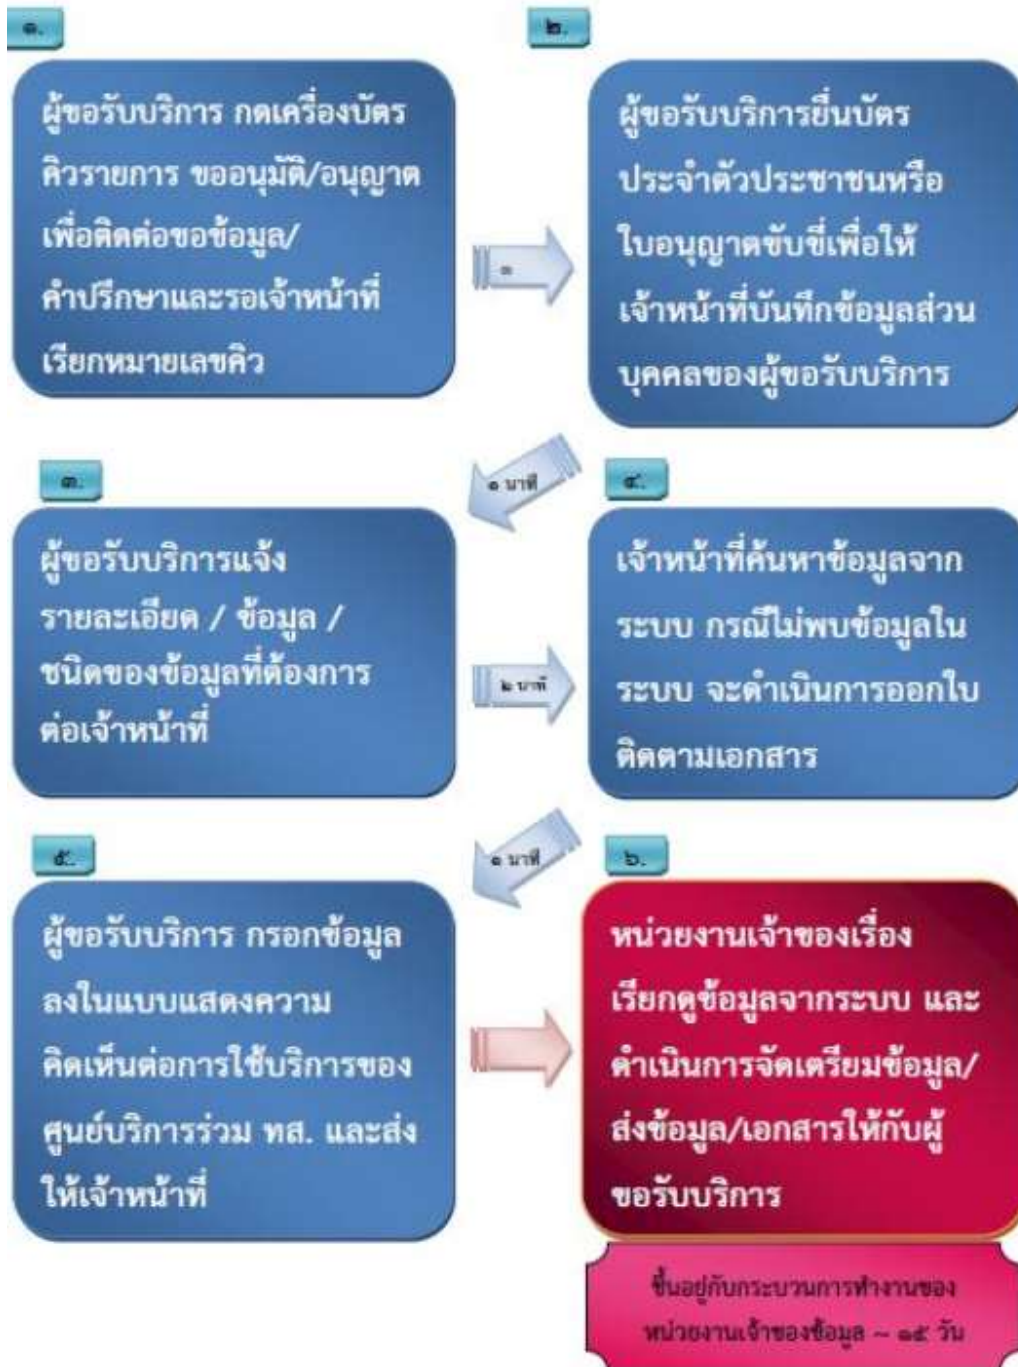 ๑.
ผู้ขอรับบริการ กดเครื่องบัตร
คิวรายการ ขออนุมัติ/อนุญาต
เพื่อติดต่อขอข้อมูล/
คำปรึกษาและรอเจ้าหน้าที่
เรียกหมายเลขคิว
๒.
ผู้ขอรับบริการยื่นบัตร
ประจำตัวประชาชนหรือ
ใบอนุญาตขับขี่เพื่อให้
เจ้าหน้าที่บันทึกข้อมูลส่วน
บุคคลของผู้ขอรับบริการ
๑ นาที
๓.
ผู้ขอรับบริการแจ้ง
รายละเอียด / ข้อมูล /
ชนิดของข้อมูลที่ต้องการ
ต่อเจ้าหน้าที่
๒ นาที
๔.
เจ้าหน้าที่ค้นหาข้อมูลจาก
ระบบ กรณีไม่พบข้อมูลใน
ระบบ จะดำเนินการออกใบ
ติดตามเอกสาร
๑ นาที
๕.
ผู้ขอรับบริการ กรอกข้อมูล
ลงในแบบแสดงความ
คิดเห็นต่อการใช้บริการของ
ศูนย์บริการร่วม ทส. และส่ง
ให้เจ้าหน้าที่
๖.
หน่วยงานเจ้าของเรื่อง
เรียกดูข้อมูลจากระบบ และ
ดำเนินการจัดเตรียมข้อมูล/
ส่งข้อมูล/เอกสารให้กับผู้
ขอรับบริการ
ขึ้นอยู่กับกระบวนการทำงานของ
หน่วยงานเจ้าของข้อมูล ~ ๑๕ วัน